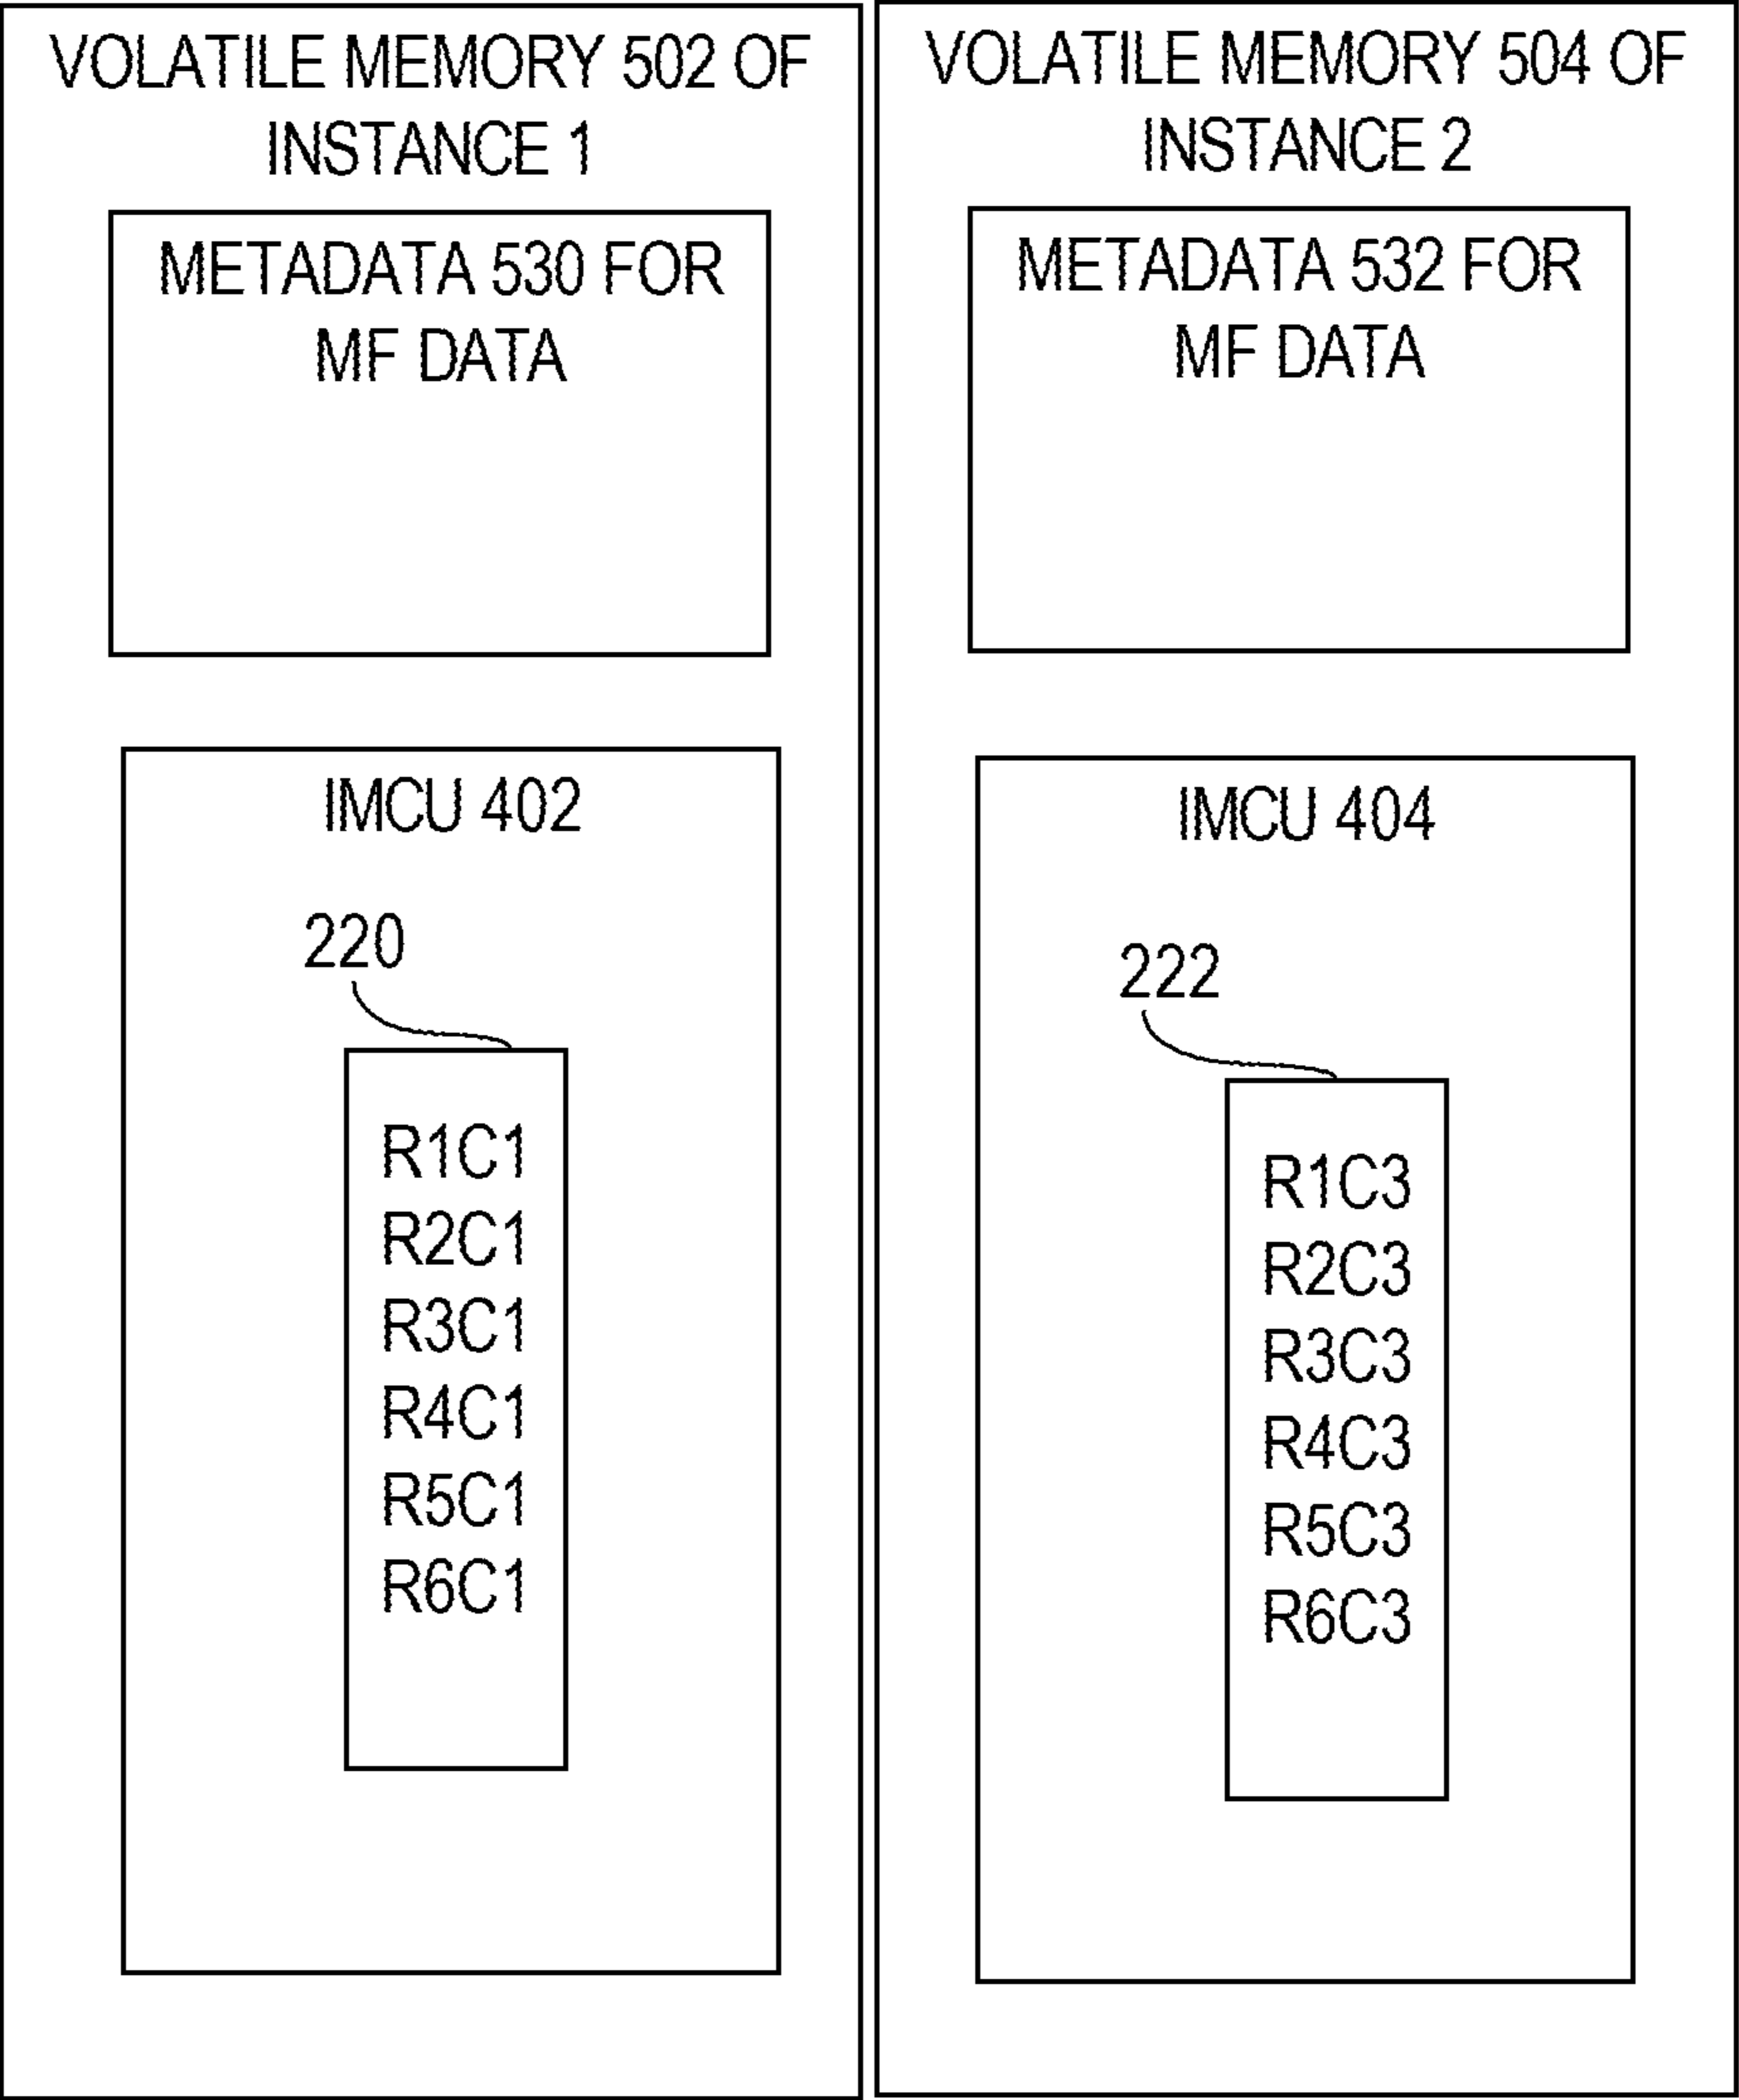 VOLATILE MEMORY 502 OF
INSTANCE 1
METADATA 530 FOR
MF DATA
IMCU 402
220
R1C1
R2C1
R3C1
R4C1
R5C1
R6C1
VOLATILE MEMORY 504 OF
INSTANCE 2
METADATA 532 FOR
MF DATA
IMCU 404
222
R1C3
R2C3
R3C3
R4C3
R5C3
R6C3